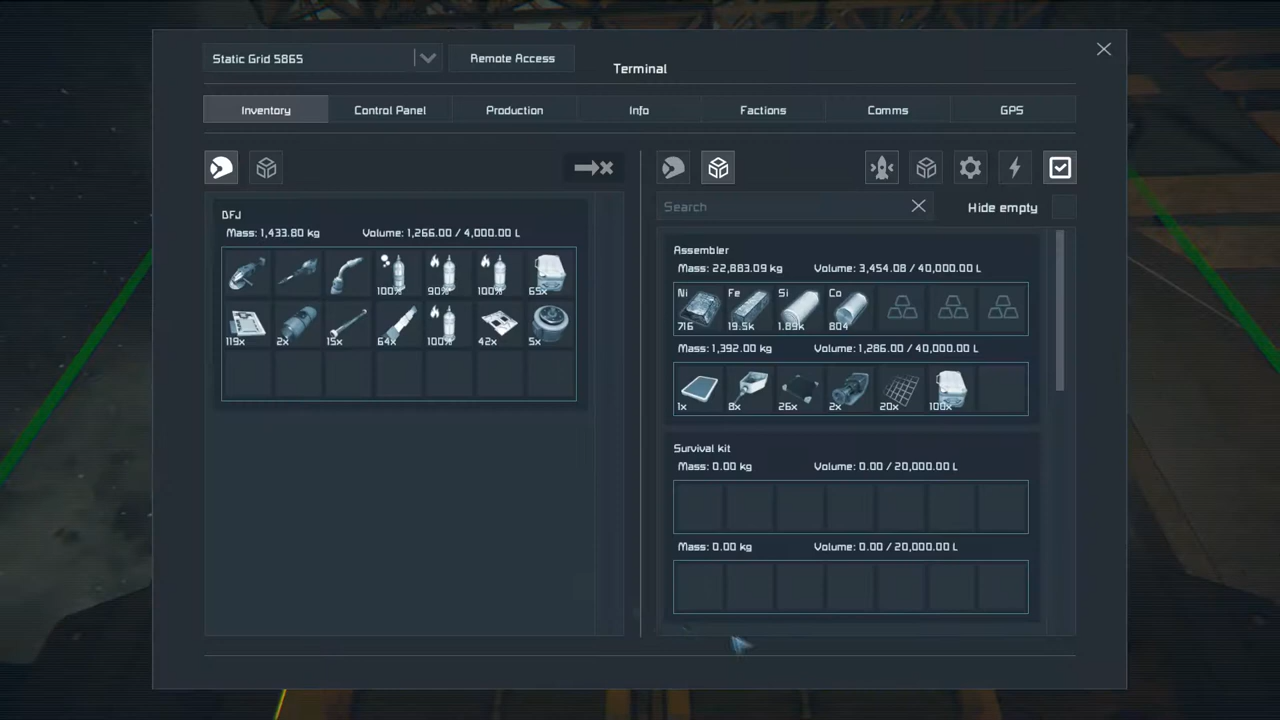 Static Grid 5865
Remote Access
Terminal
Inventory
Control Panel
Production
Info
Factions
Comms
GPS
Search
Hide empty
BFJ
Mass: 1,433.80 kg
Volume: 1,266.00 / 4,000.00 L
100%
90%
100%
65x
119x
2x
15x
64x
100%
42x
5x
Assembler
Mass: 22,883.09 kg
Volume: 3,454.08 / 40,000.00 L
Ni
Fe
Si
Co
716
19.5k
1.89k
804
Mass: 1,392.00 kg
Volume: 1,286.00 / 40,000.00 L
1x
8x
26x
2x
20x
100x
Survival kit
Mass: 0.00 kg
Volume: 0.00 / 20,000.00 L
Mass: 0.00 kg
Volume: 0.00 / 20,000.00 L